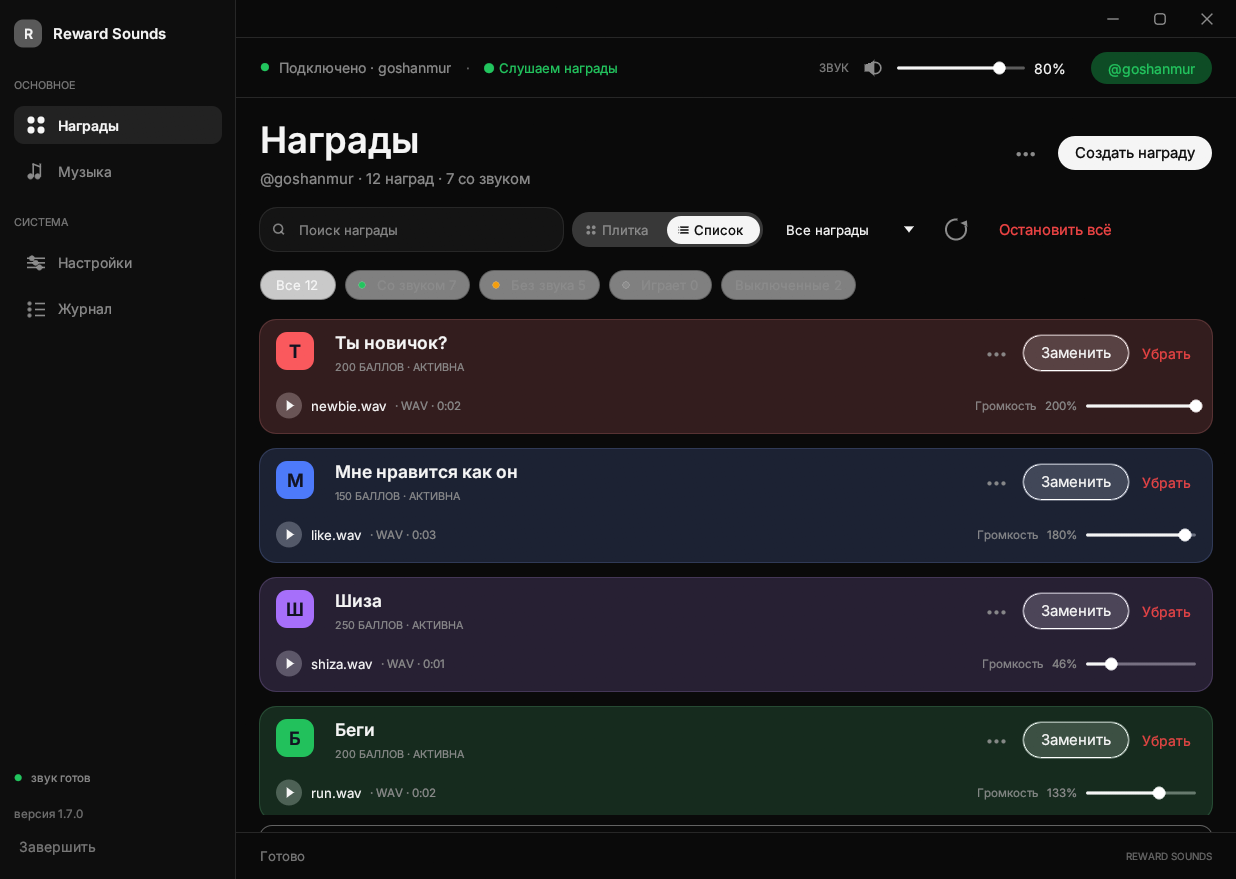 R Reward Sounds
ОСНОВНОЕ
Награды
Музыка
СИСТЕМА
Настройки
Журнал
звук готов
версия 1.7.0
Завершить
Подключено · goshanmur · Слушаем награды
ЗВУК 80% @goshanmur
Награды
@goshanmur · 12 наград · 7 со звуком
Создать награду
Поиск награды Плитка Список Все награды Остановить всё
Все 12 Со звуком 7 Без звука 5 Играет 0 Выключенные 2
Т Ты новичок?
200 БАЛЛОВ · АКТИВНА
Заменить Убрать
newbie.wav · WAV · 0:02 Громкость 200%
М Мне нравится как он
150 БАЛЛОВ · АКТИВНА
Заменить Убрать
like.wav · WAV · 0:03 Громкость 180%
Ш Шиза
250 БАЛЛОВ · АКТИВНА
Заменить Убрать
shiza.wav · WAV · 0:01 Громкость 46%
Б Беги
200 БАЛЛОВ · АКТИВНА
Заменить Убрать
run.wav · WAV · 0:02 Громкость 133%
Готово REWARD SOUNDS